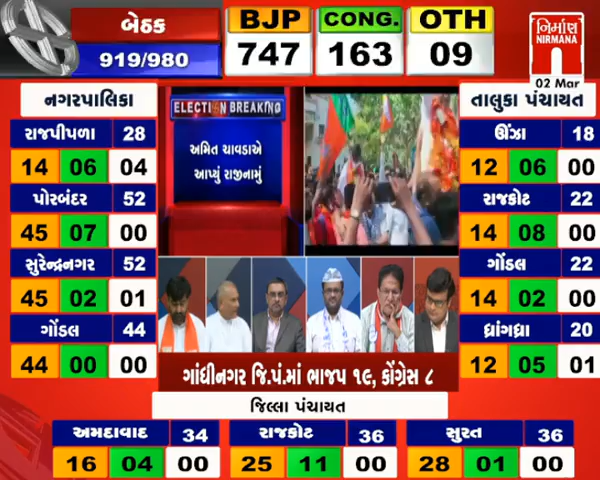 બેઠક
919/980
BJP
747
CONG.
163
OTH
09
નિર્માણ
NIRMANA
02 Mar
નગરપાલિકા
રાજપીપળા 28
14 06 04
પોરબંદર 52
45 07 00
સુરેન્દ્રનગર 52
45 02 01
ગોંડલ 44
44 00 00
ELECTION BREAKING
અમિત ચાવડાએ
આપ્યું રાજીનામું
તાલુકા પંચાયત
ઊંઝા 18
12 06 00
રાજકોટ 22
14 08 00
ગોંડલ 22
14 02 00
ધ્રાંગધ્રા 20
12 05 01
ગાંધીનગર જિ.પં.માં ભાજપ ૧૯, કોંગ્રેસ ૮
જિલ્લા પંચાયત
અમદાવાદ 34
16 04 00
રાજકોટ 36
25 11 00
સુરત 36
28 01 00